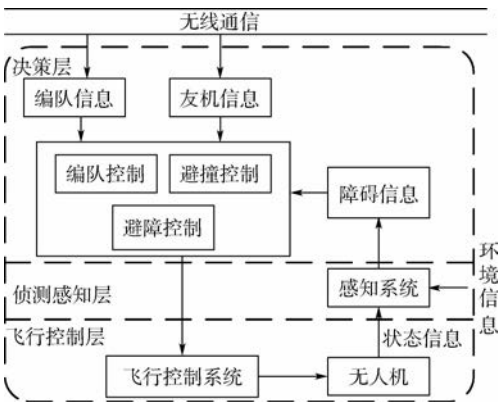 无线通信
决策层
编队信息
友机信息
编队控制
避撞控制
避障控制
障碍信息
环境信息
侦测感知层
感知系统
飞行控制层
状态信息
飞行控制系统
无人机